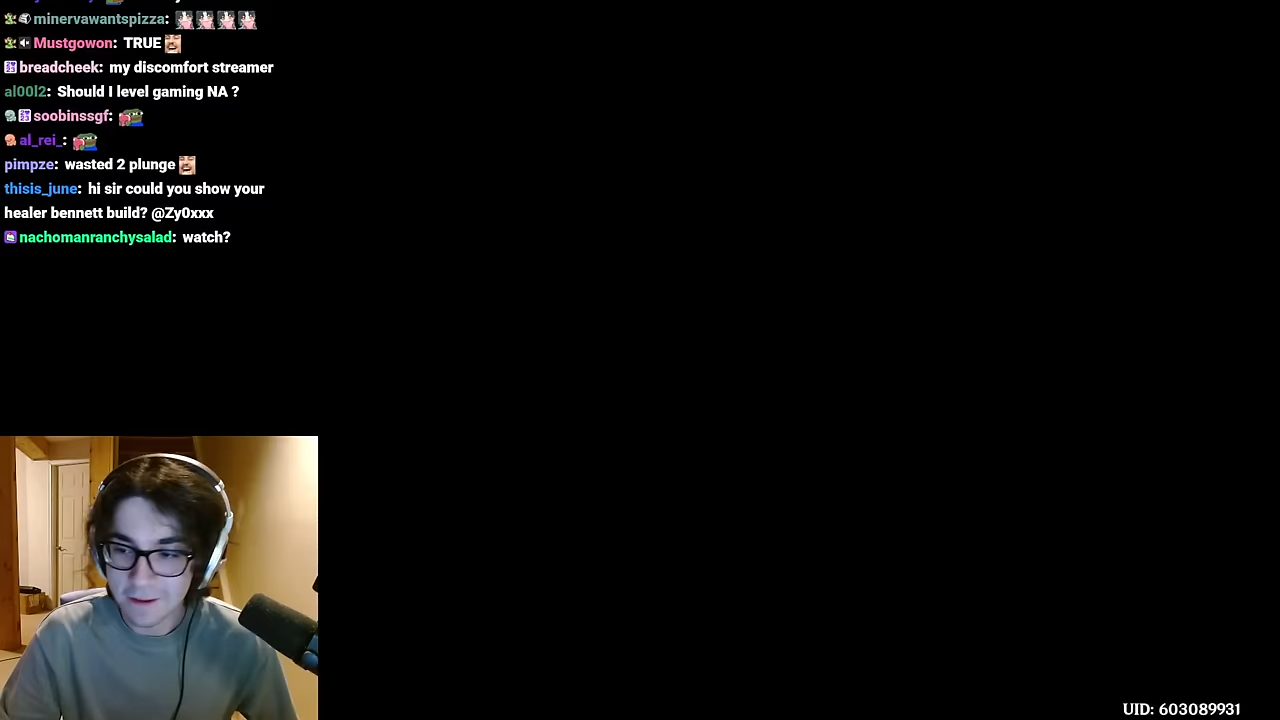 minervawantspizza:
Mustgowon: TRUE
breadcheek: my discomfort streamer
al00l2: Should I level gaming NA ?
soobinssgf:
al_rei_:
pimpze: wasted 2 plunge
thisis_june: hi sir could you show your
healer bennett build? @Zy0xxx
nachomanranchysalad: watch?
UID: 603089931